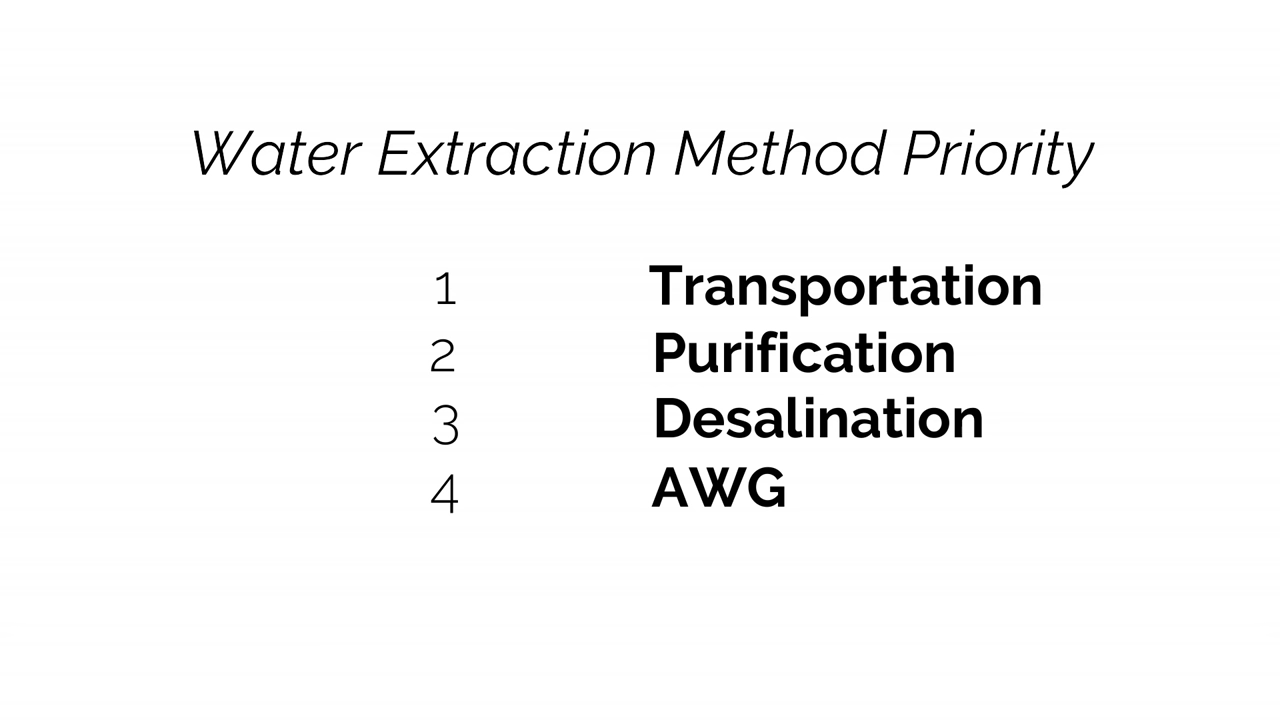 Water Extraction Method Priority
1 Transportation
2 Purification
3 Desalination
4 AWG